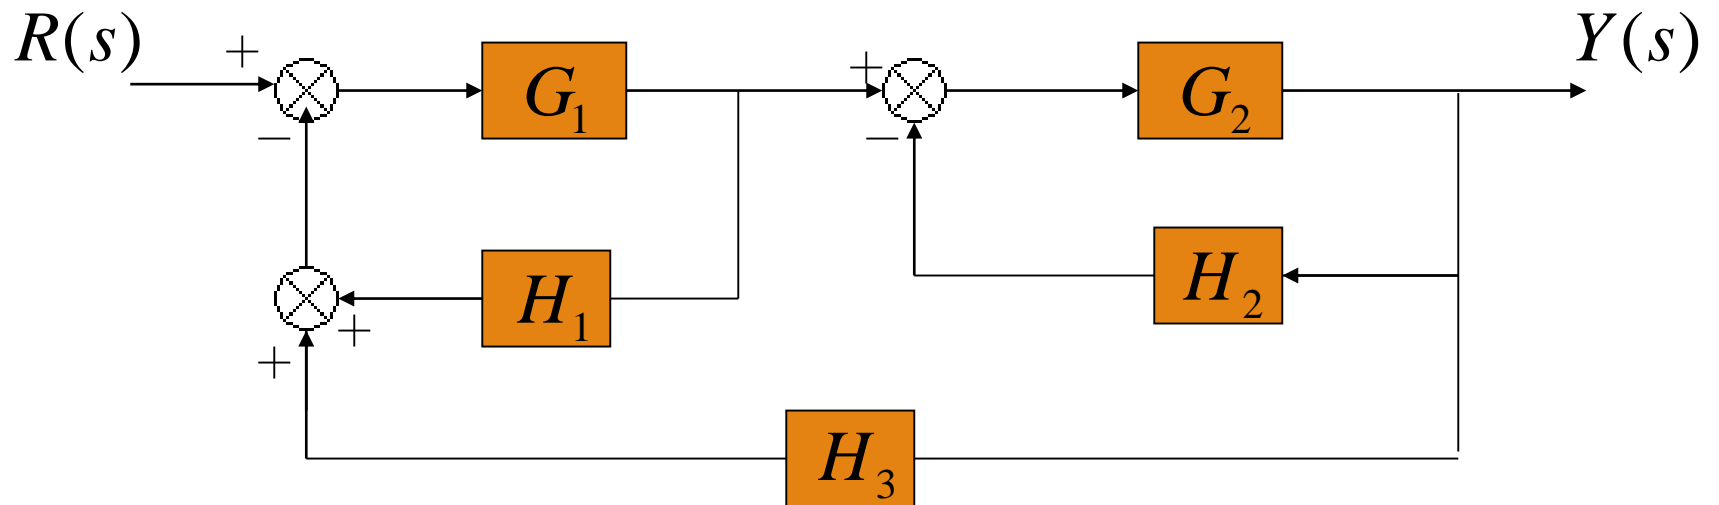 R(s) + G₁ + G₂ Y(s)
− −
H₁ H₂
+ +
H₃